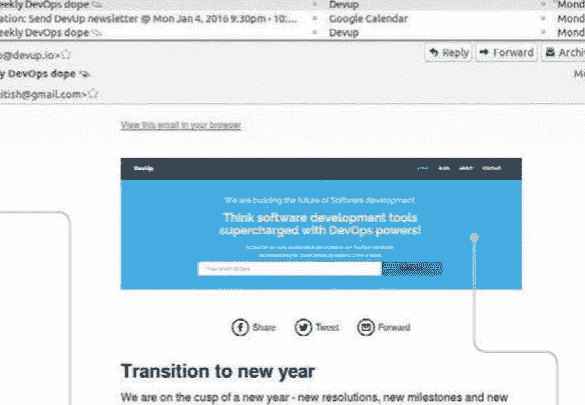 eekly DevOps dope Devup "Mond
ation: Send DevUp newsletter @ Mon Jan 4, 2016 9:30pm - 10:... Google Calendar Mond
eekly DevOps dope Devup Mond
o@devup.io>
Reply Forward Archi
ly DevOps dope
itish@gmail.com>
View this email in your browser
DevUp
We are building the future of Software development
Think software development tools
supercharged with DevOps powers!
Share Tweet Forward
Transition to new year
We are on the cusp of a new year - new resolutions, new milestones and new